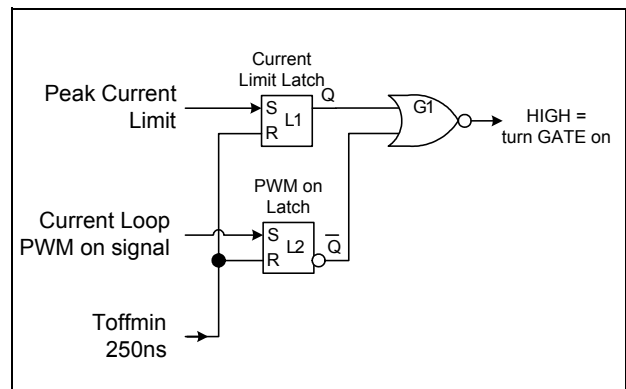 Current
Limit Latch
Peak Current
Limit
S
R
L1
Q
G1
HIGH =
turn GATE on
PWM on
Latch
Current Loop
PWM on signal
S
R
L2
Q̅
Toffmin
250ns